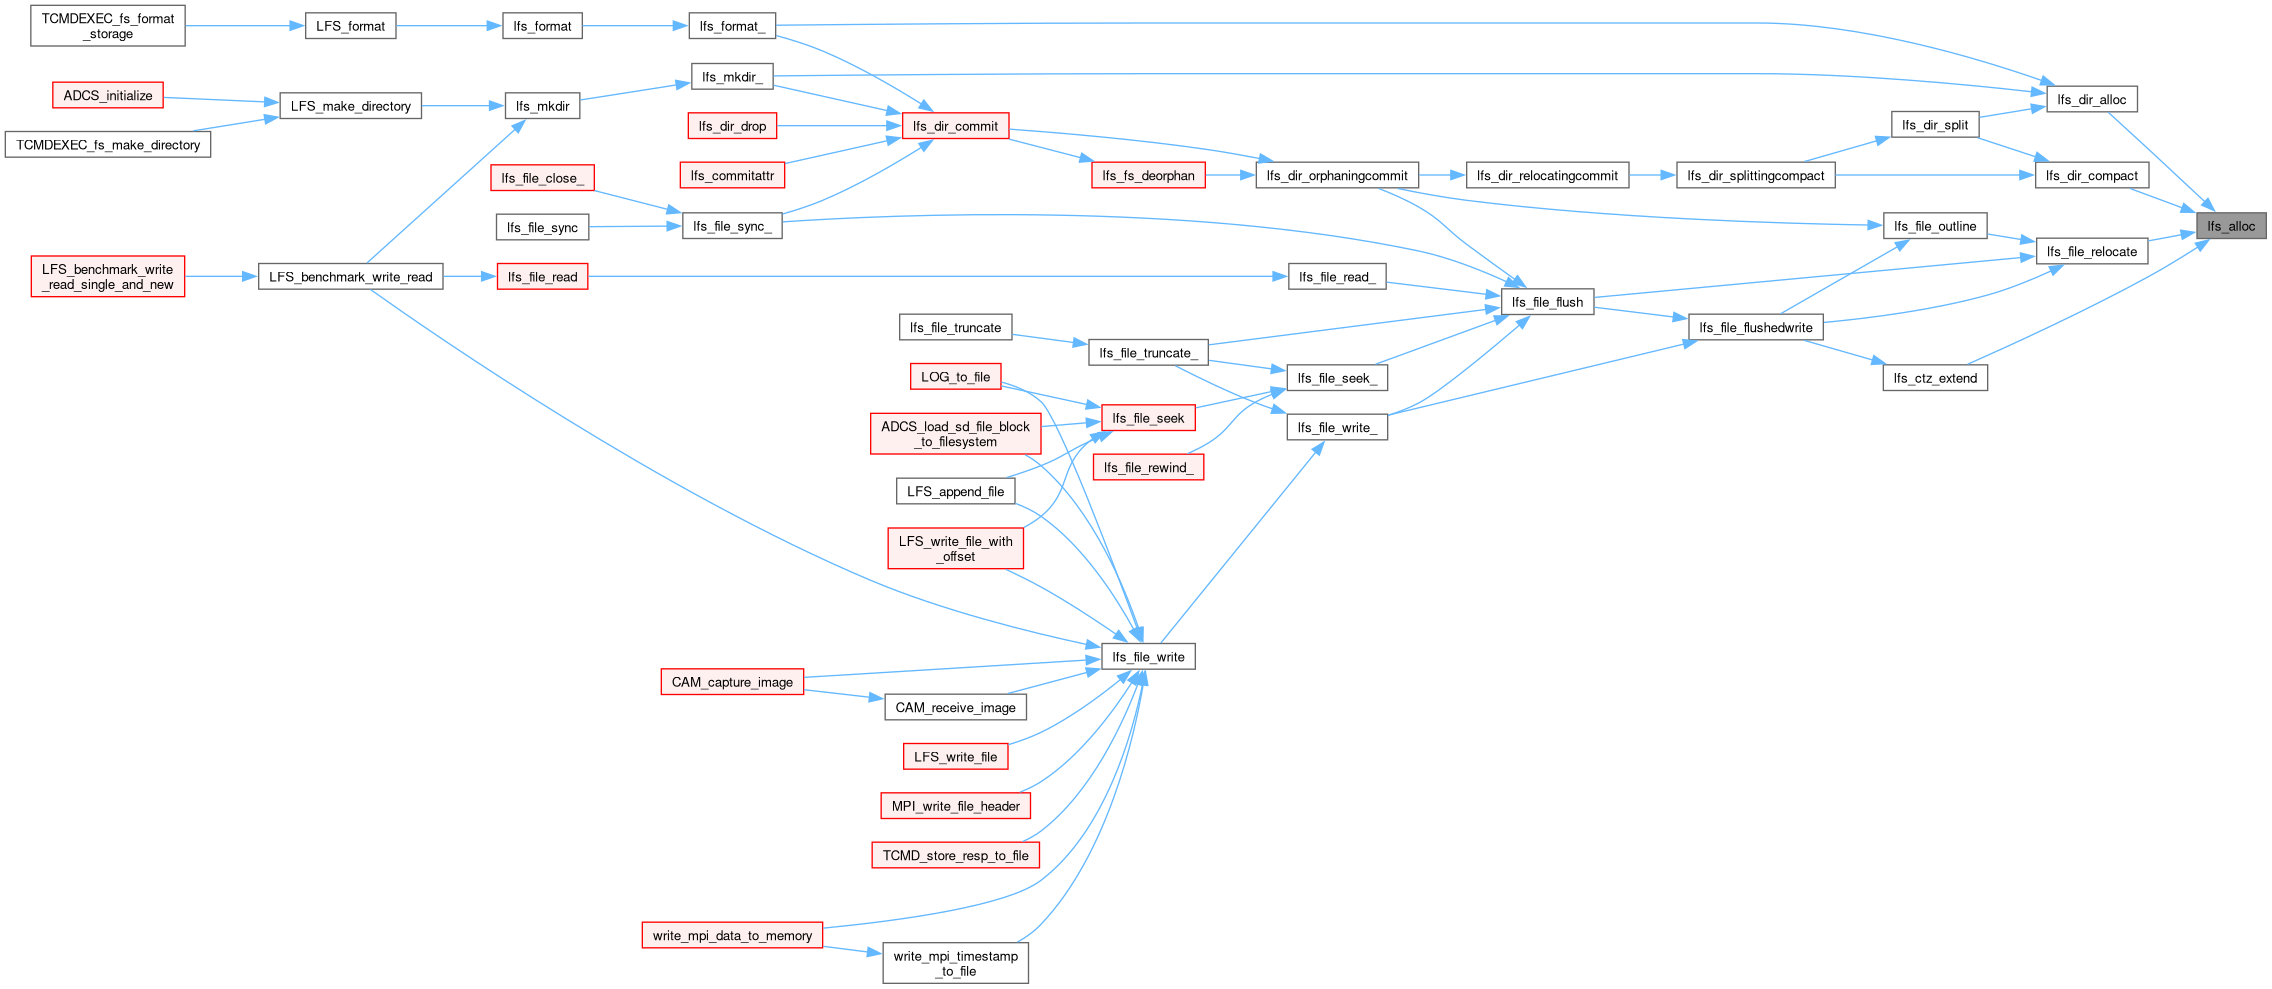 TCMDEXEC_fs_format
_storage
LFS_format
lfs_format
lfs_format_
lfs_mkdir_
ADCS_initialize
LFS_make_directory
lfs_mkdir
lfs_dir_alloc
TCMDEXEC_fs_make_directory
lfs_dir_drop
lfs_dir_commit
lfs_dir_split
lfs_file_close_
lfs_commitattr
lfs_fs_deorphan
lfs_dir_orphaningcommit
lfs_dir_relocatingcommit
lfs_dir_splittingcompact
lfs_dir_compact
lfs_file_sync
lfs_file_sync_
lfs_file_outline
lfs_alloc
lfs_file_relocate
LFS_benchmark_write
_read_single_and_new
LFS_benchmark_write_read
lfs_file_read
lfs_file_read_
lfs_file_flush
lfs_file_truncate
lfs_file_flushedwrite
lfs_file_truncate_
LOG_to_file
lfs_file_seek_
lfs_ctz_extend
lfs_file_seek
ADCS_load_sd_file_block
_to_filesystem
lfs_file_write_
lfs_file_rewind_
LFS_append_file
LFS_write_file_with
_offset
lfs_file_write
CAM_capture_image
CAM_receive_image
LFS_write_file
MPI_write_file_header
TCMD_store_resp_to_file
write_mpi_data_to_memory
write_mpi_timestamp
_to_file